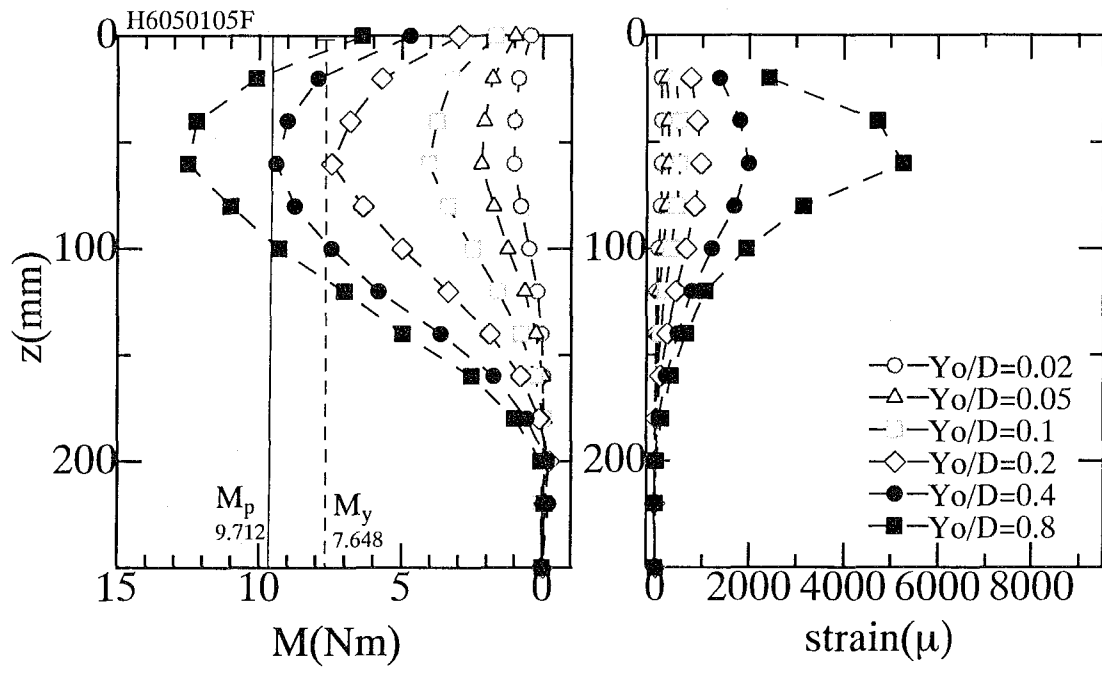 H6050105F
0
100
200
z(mm)
15
10
5
0
M(Nm)
Mp
9.712
My
7.648
0
100
200
0
2000
4000
6000
8000
strain(μ)
Yo/D=0.02
Yo/D=0.05
Yo/D=0.1
Yo/D=0.2
Yo/D=0.4
Yo/D=0.8